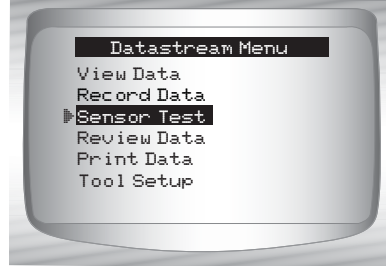 Datastream Menu
View Data
Record Data
Sensor Test
Review Data
Print Data
Tool Setup